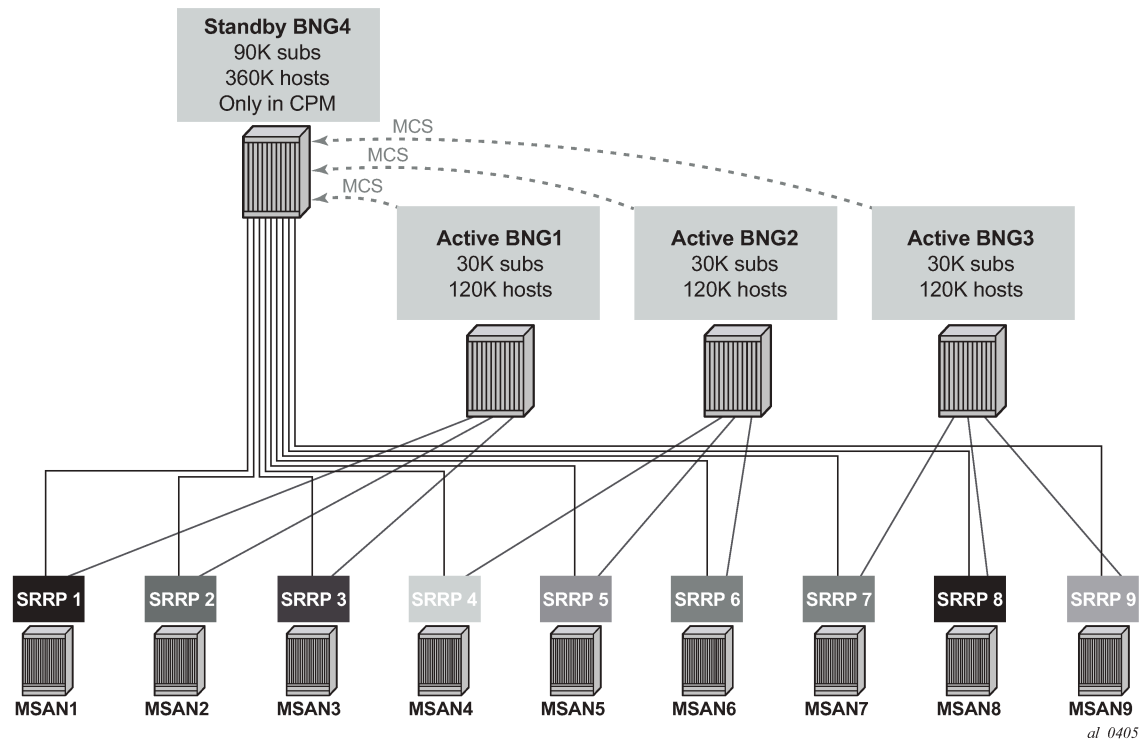 Standby BNG4
90K subs
360K hosts
Only in CPM
MCS
MCS
MCS
Active BNG1
30K subs
120K hosts
Active BNG2
30K subs
120K hosts
Active BNG3
30K subs
120K hosts
SRRP 1
SRRP 2
SRRP 3
SRRP 4
SRRP 5
SRRP 6
SRRP 7
SRRP 8
SRRP 9
MSAN1
MSAN2
MSAN3
MSAN4
MSAN5
MSAN6
MSAN7
MSAN8
MSAN9
al_0405